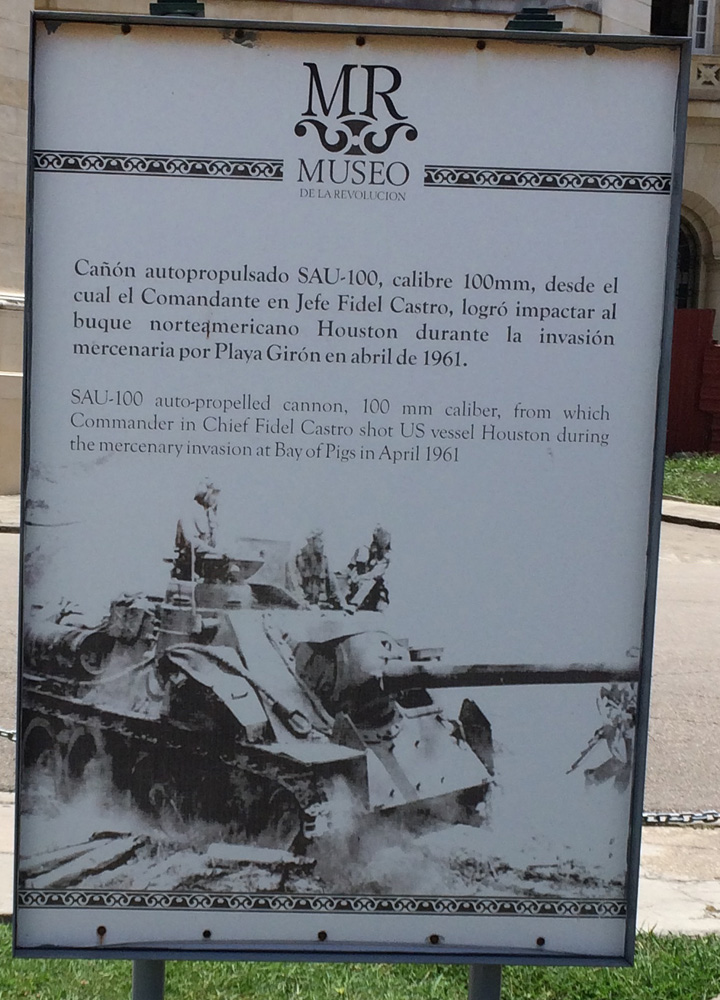 MR
MUSEO
DE LA REVOLUCION
Cañón autopropulsado SAU-100, calibre 100mm, desde el
cual el Comandante en Jefe Fidel Castro, logró impactar al
buque norteamericano Houston durante la invasión
mercenaria por Playa Girón en abril de 1961.
SAU-100 auto-propelled cannon, 100 mm caliber, from which
Commander in Chief Fidel Castro shot US vessel Houston during
the mercenary invasion at Bay of Pigs in April 1961